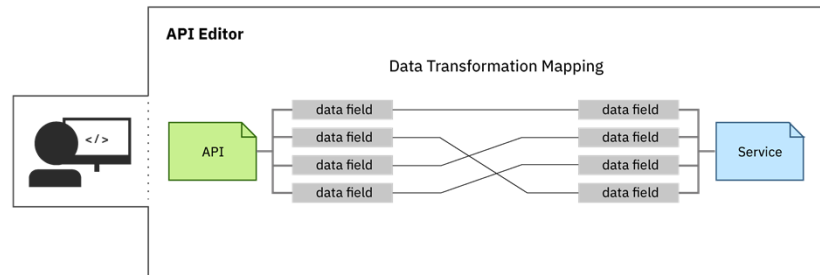 API Editor
Data Transformation Mapping
</>
API
data field
data field
data field
data field
data field
data field
data field
data field
Service